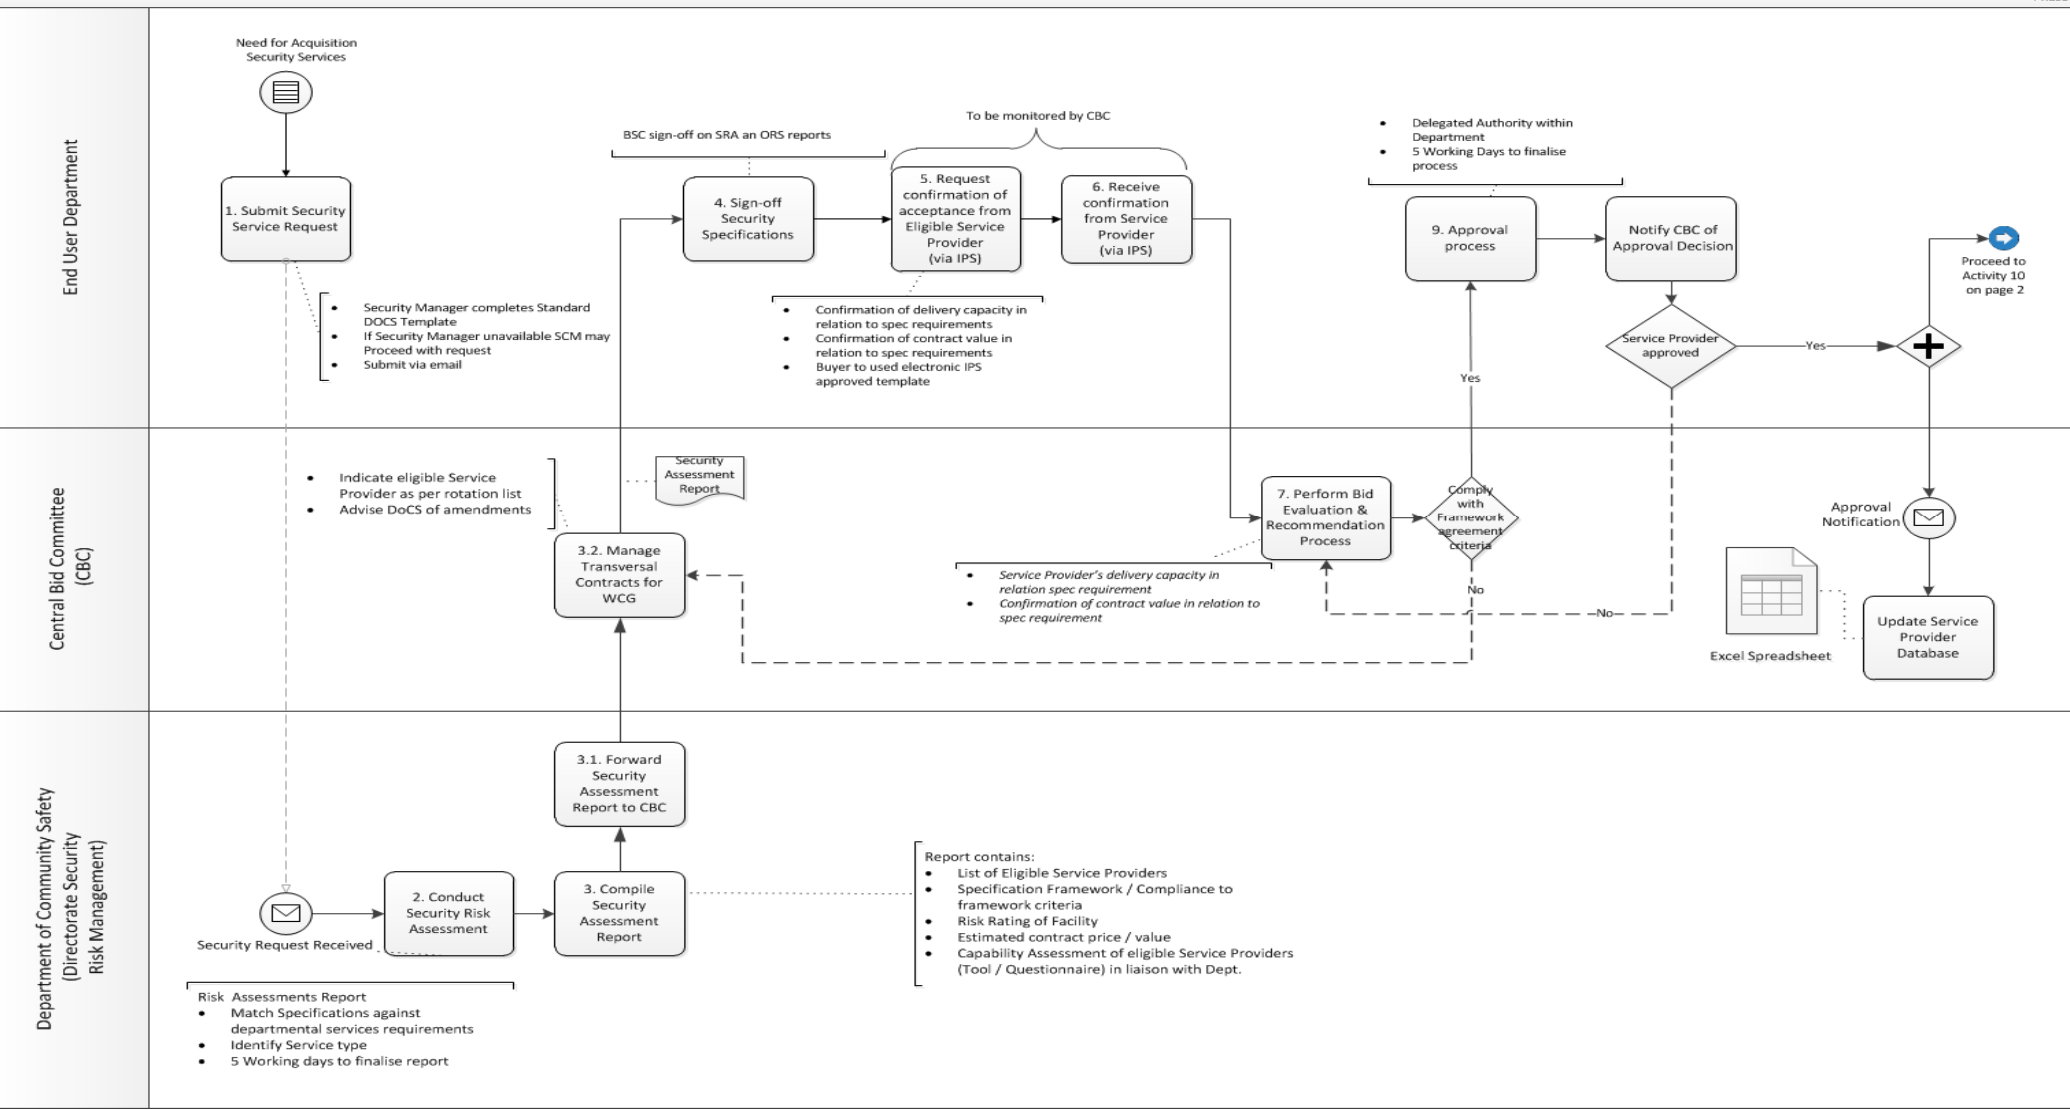 Need for Acquisition
Security Services
End User Department
1. Submit Security
Service Request
Security Manager completes Standard
DOCS Template
If Security Manager unavailable SCM may
Proceed with request
Submit via email
BSC sign-off on SRA an ORS reports
4. Sign-off
Security
Specifications
To be monitored by CBC
5. Request
confirmation of
acceptance from
Eligible Service
Provider
(via IPS)
6. Receive
confirmation
from Service
Provider
(via IPS)
Confirmation of delivery capacity in
relation to spec requirements
Confirmation of contract value in
relation to spec requirements
Buyer to used electronic IPS
approved template
Delegated Authority within
Department
5 Working Days to finalise
process
9. Approval
process
Notify CBC of
Approval Decision
Service Provider
approved
Yes
Yes
Proceed to
Activity 10
on page 2
Central Bid Committee
(CBC)
Indicate eligible Service
Provider as per rotation list
Advise DoCS of amendments
Security
Assessment
Report
3.2. Manage
Transversal
Contracts for
WCG
7. Perform Bid
Evaluation &
Recommendation
Process
Comply
with
Framework
agreement
criteria
No
No
Service Provider's delivery capacity in
relation spec requirement
Confirmation of contract value in relation to
spec requirement
Approval
Notification
Excel Spreadsheet
Update Service
Provider
Database
Department of Community Safety
(Directorate Security
Risk Management)
3.1. Forward
Security
Assessment
Report to CBC
Security Request Received
2. Conduct
Security Risk
Assessment
3. Compile
Security
Assessment
Report
Report contains:
List of Eligible Service Providers
Specification Framework / Compliance to
framework criteria
Risk Rating of Facility
Estimated contract price / value
Capability Assessment of eligible Service Providers
(Tool / Questionnaire) in liaison with Dept.
Risk Assessments Report
Match Specifications against
departmental services requirements
Identify Service type
5 Working days to finalise report